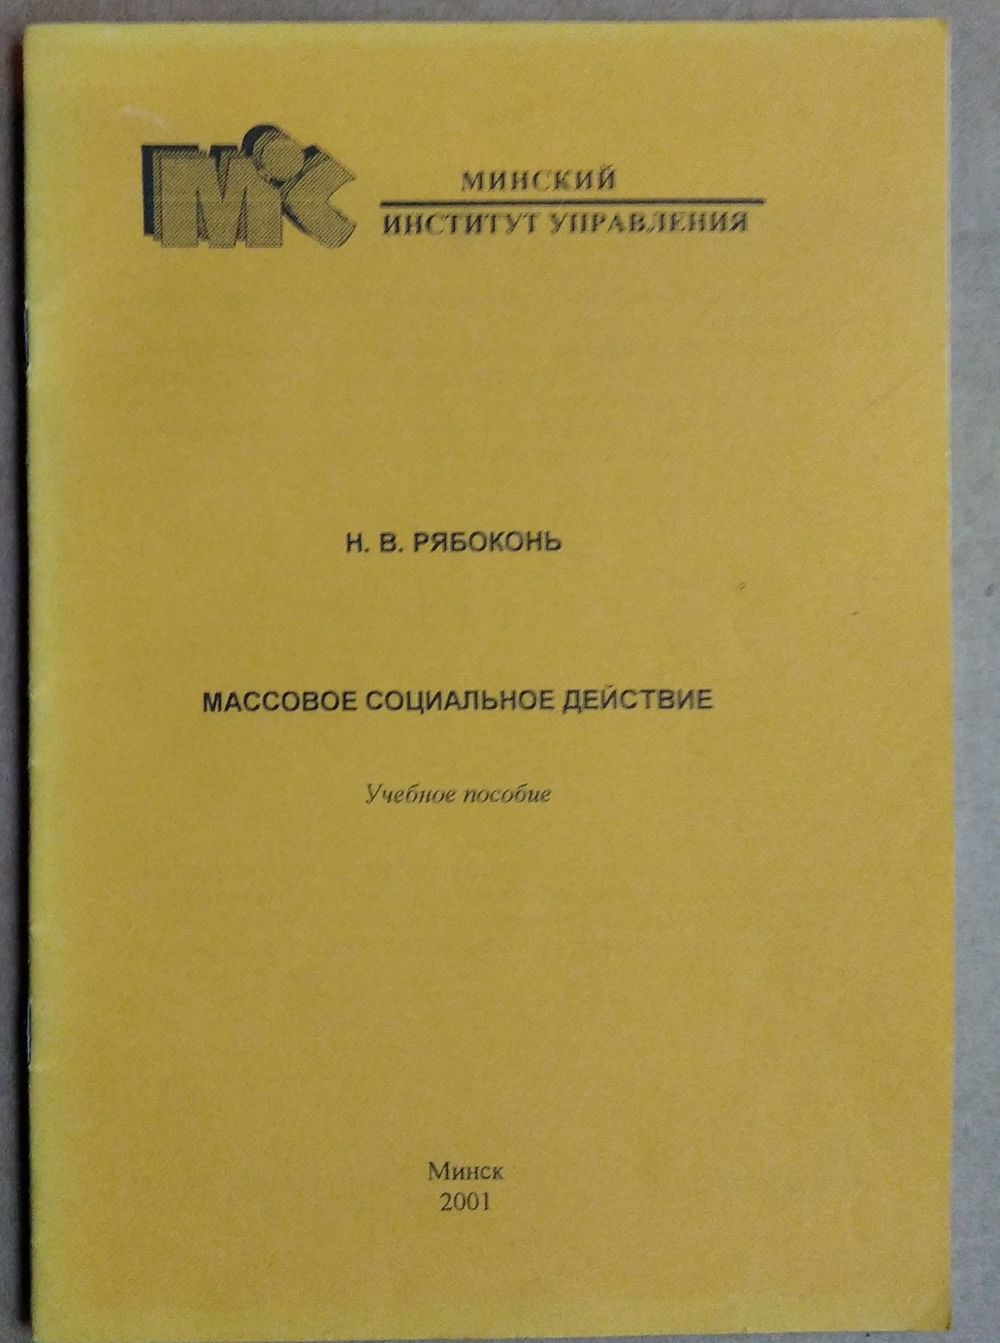 МИНСКИЙ
ИНСТИТУТ УПРАВЛЕНИЯ
Н. В. РЯБОКОНЬ
МАССОВОЕ СОЦИАЛЬНОЕ ДЕЙСТВИЕ
Учебное пособие
Минск
2001